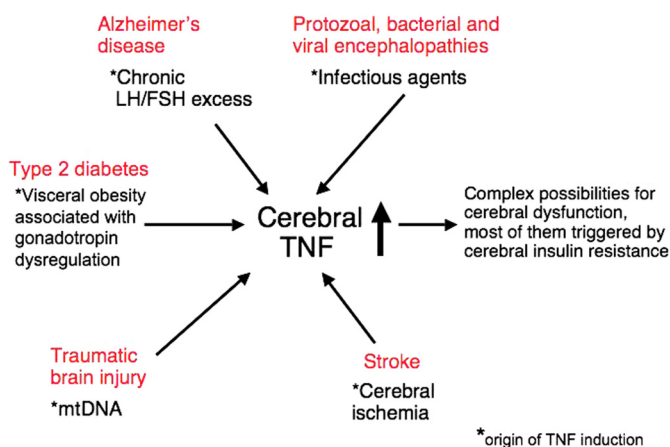 Alzheimer's
disease
*Chronic
LH/FSH excess
Protozoal, bacterial and
viral encephalopathies
*Infectious agents
Type 2 diabetes
*Visceral obesity
associated with
gonadotropin
dysregulation
Cerebral
TNF
Complex possibilities for
cerebral dysfunction,
most of them triggered by
cerebral insulin resistance
Traumatic
brain injury
*mtDNA
Stroke
*Cerebral
ischemia
*origin of TNF induction